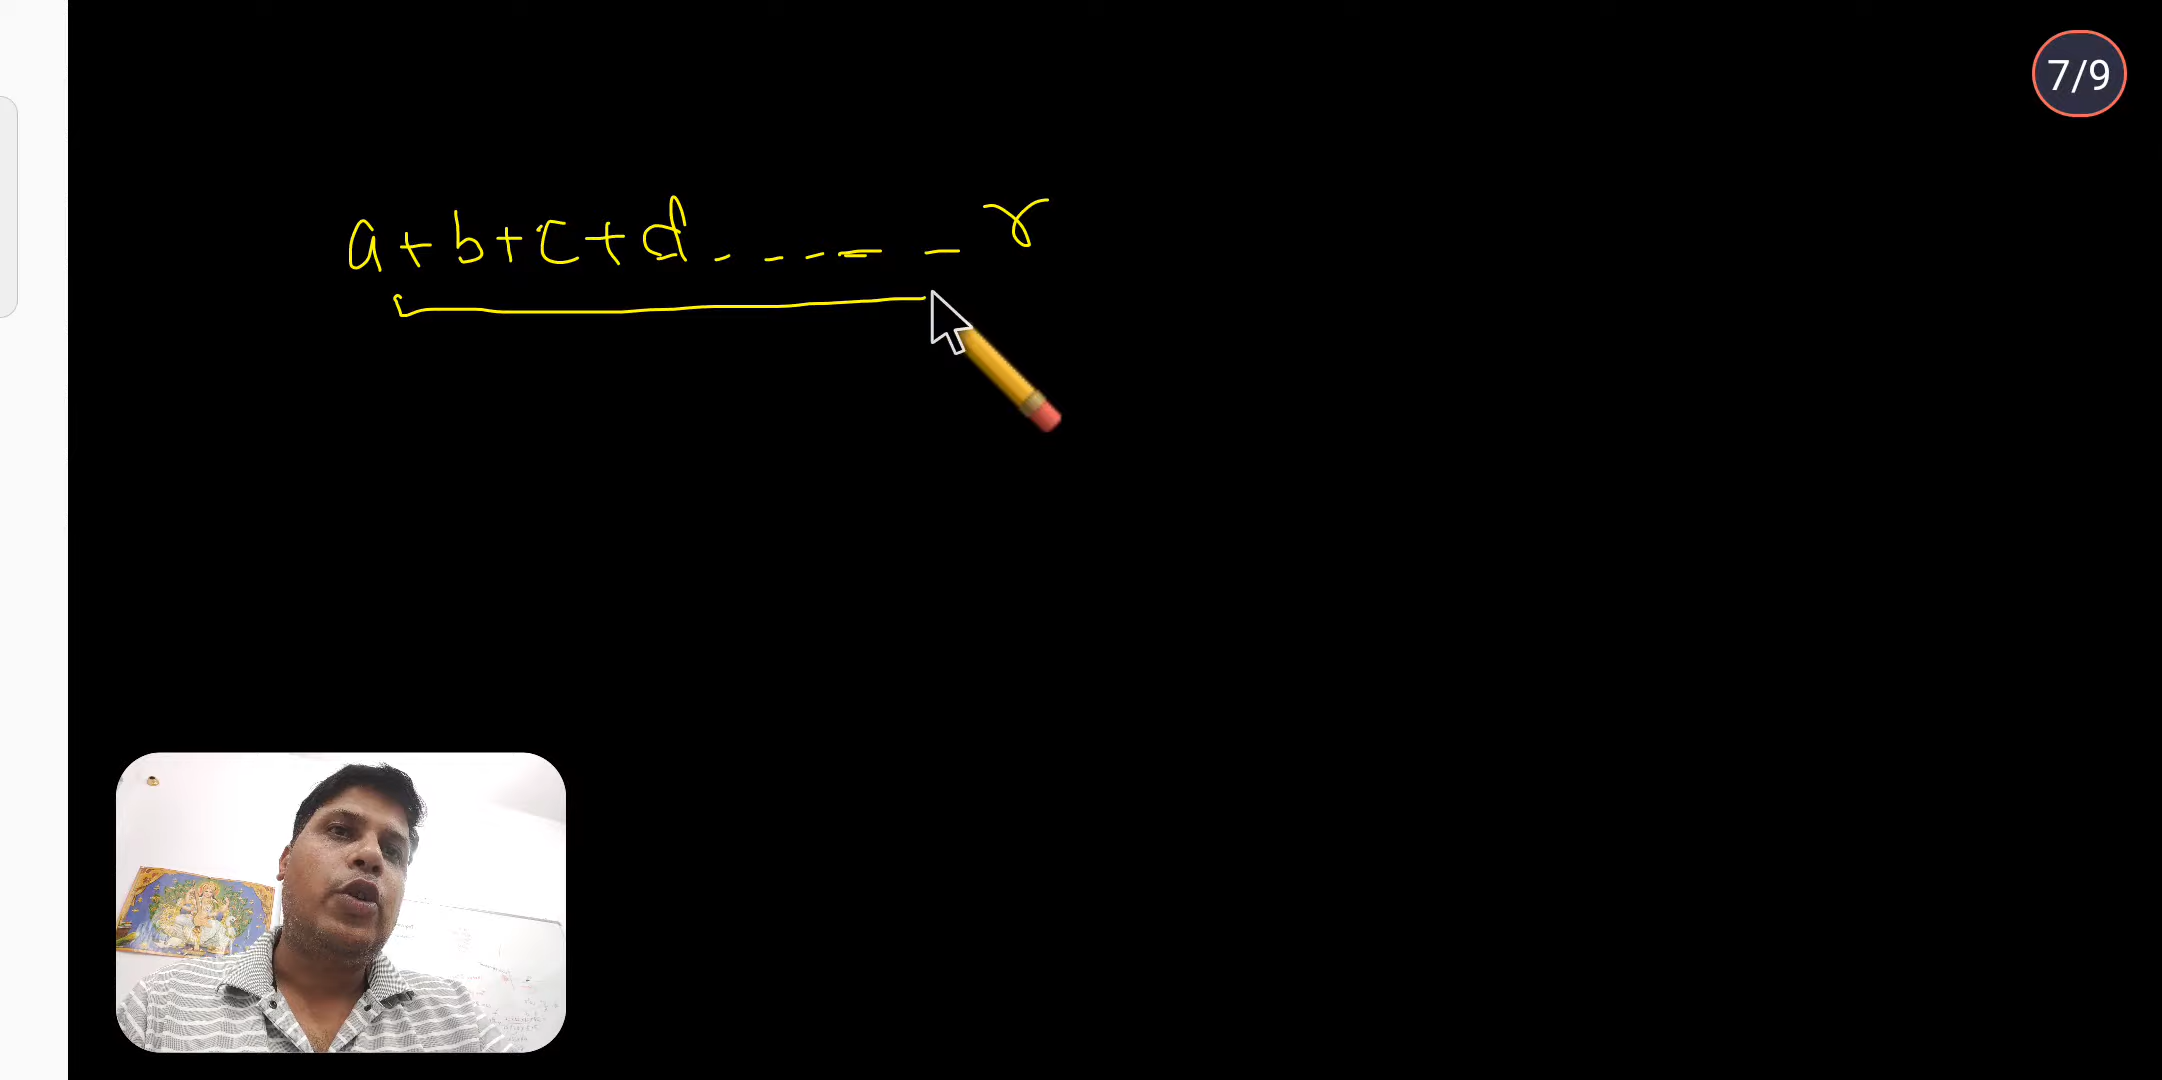 7/9
a+b+c+d.----- - r